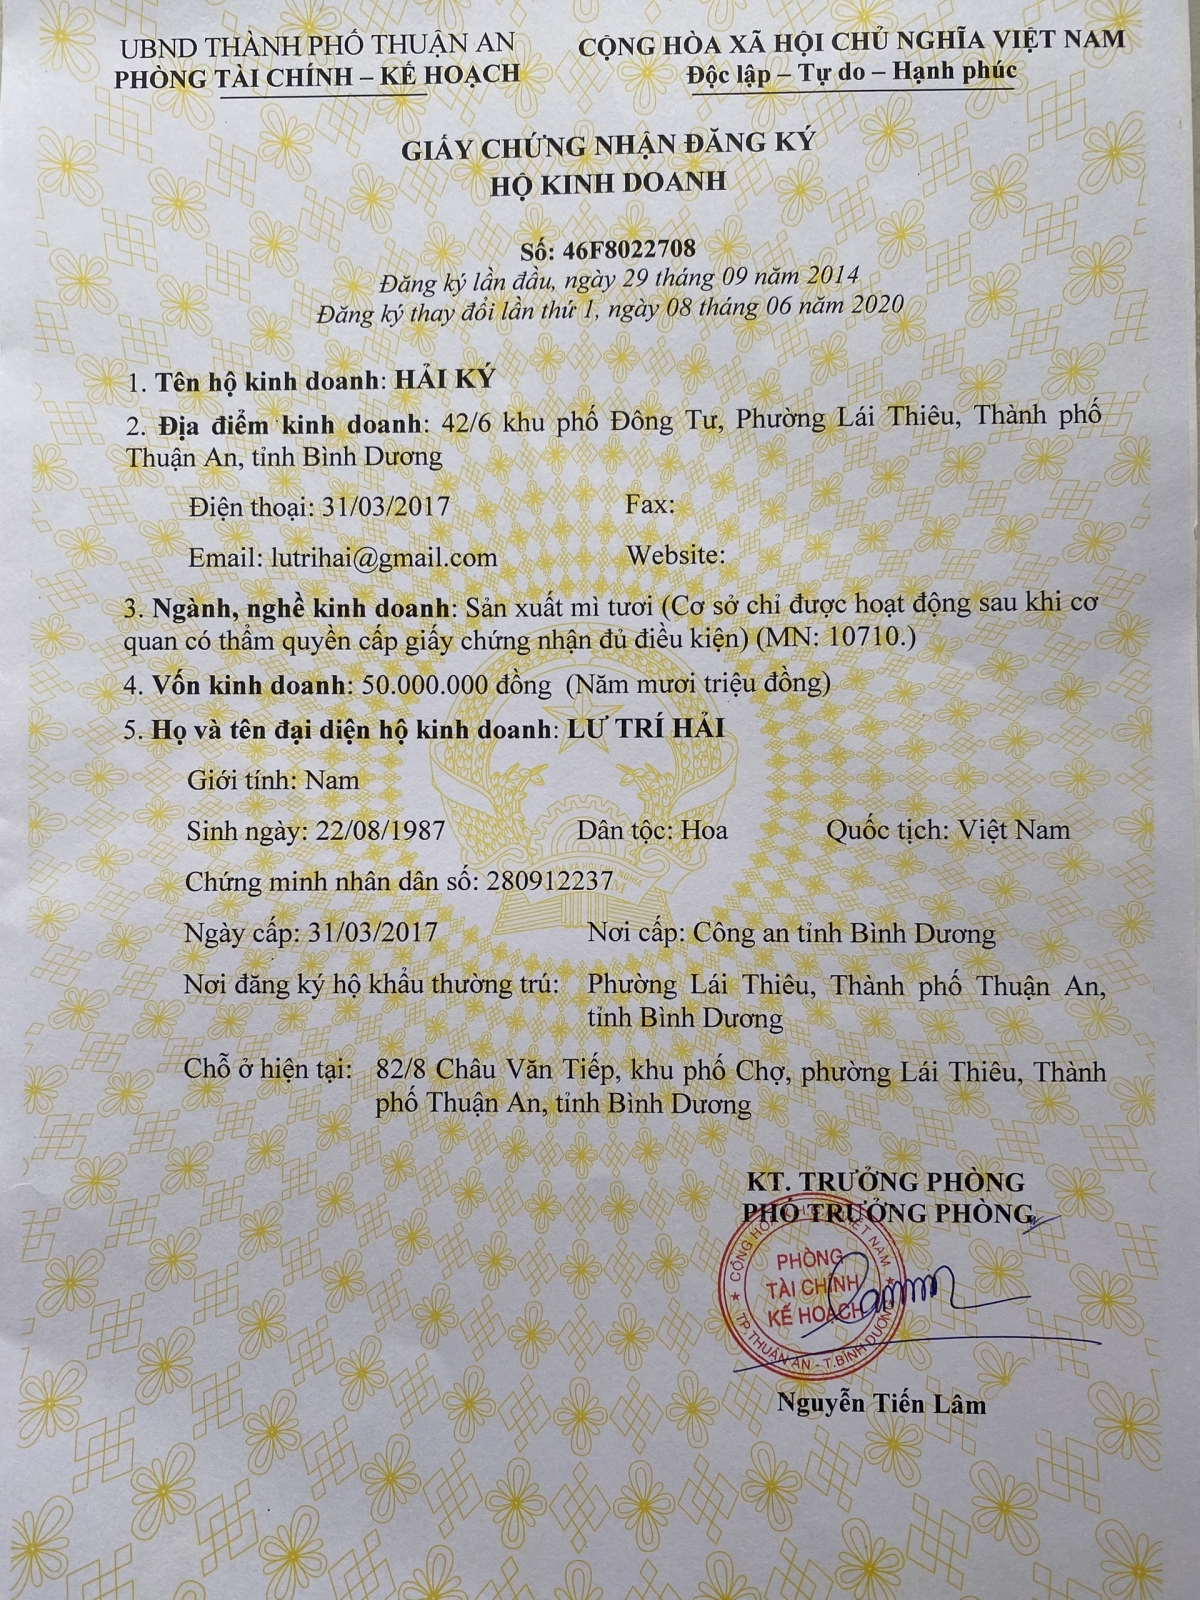 UBND THÀNH PHỐ THUẬN AN
PHÒNG TÀI CHÍNH – KẾ HOẠCH
CỘNG HÒA XÃ HỘI CHỦ NGHĨA VIỆT NAM
Độc lập – Tự do – Hạnh phúc
GIẤY CHỨNG NHẬN ĐĂNG KÝ
HỘ KINH DOANH
Số: 46F8022708
Đăng ký lần đầu, ngày 29 tháng 09 năm 2014
Đăng ký thay đổi lần thứ 1, ngày 08 tháng 06 năm 2020
1. Tên hộ kinh doanh: HẢI KÝ
2. Địa điểm kinh doanh: 42/6 khu phố Đông Tư, Phường Lái Thiêu, Thành phố
Thuận An, tỉnh Bình Dương
Điện thoại: 31/03/2017 Fax:
Email: lutrihai@gmail.com Website:
3. Ngành, nghề kinh doanh: Sản xuất mì tươi (Cơ sở chỉ được hoạt động sau khi cơ
quan có thẩm quyền cấp giấy chứng nhận đủ điều kiện) (MN: 10710.)
4. Vốn kinh doanh: 50.000.000 đồng (Năm mươi triệu đồng)
5. Họ và tên đại diện hộ kinh doanh: LƯ TRÍ HẢI
Giới tính: Nam
Sinh ngày: 22/08/1987 Dân tộc: Hoa Quốc tịch: Việt Nam
Chứng minh nhân dân số: 280912237
Ngày cấp: 31/03/2017 Nơi cấp: Công an tỉnh Bình Dương
Nơi đăng ký hộ khẩu thường trú: Phường Lái Thiêu, Thành phố Thuận An,
tỉnh Bình Dương
Chỗ ở hiện tại: 82/8 Châu Văn Tiếp, khu phố Chợ, phường Lái Thiêu, Thành
phố Thuận An, tỉnh Bình Dương
KT. TRƯỞNG PHÒNG
PHÓ TRƯỞNG PHÒNG
PHÒNG
TÀI CHÍNH
KẾ HOẠCH
TP.THUẬN AN - T.BÌNH DƯƠNG
Nguyễn Tiến Lâm